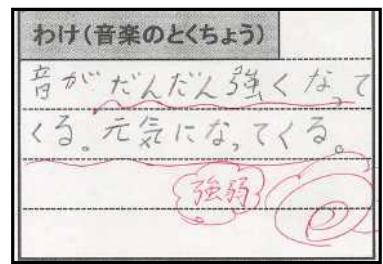 わけ(音楽のとくちょう)
音がだんだん強くなって
くる。元気になってくる。
強弱